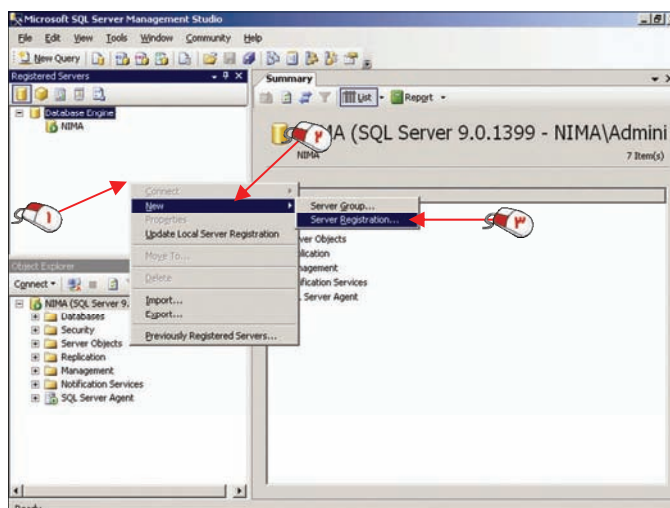 Microsoft SQL Server Management Studio
File Edit View Tools Window Community Help
New Query
Registered Servers
Database Engine
NIMA
Summary
List
Report
MA (SQL Server 9.0.1399 - NIMA\Admini
NIMA
7 Item(s)
۱
۲
۳
Connect
New
Properties
Update Local Server Registration
Move To...
Delete
Import...
Export...
Previously Registered Servers...
Server Group...
Server Registration...
ver Objects
lication
nagement
ification Services
L Server Agent
Object Explorer
Connect
NIMA (SQL Server 9.
Databases
Security
Server Objects
Replication
Management
Notification Services
SQL Server Agent